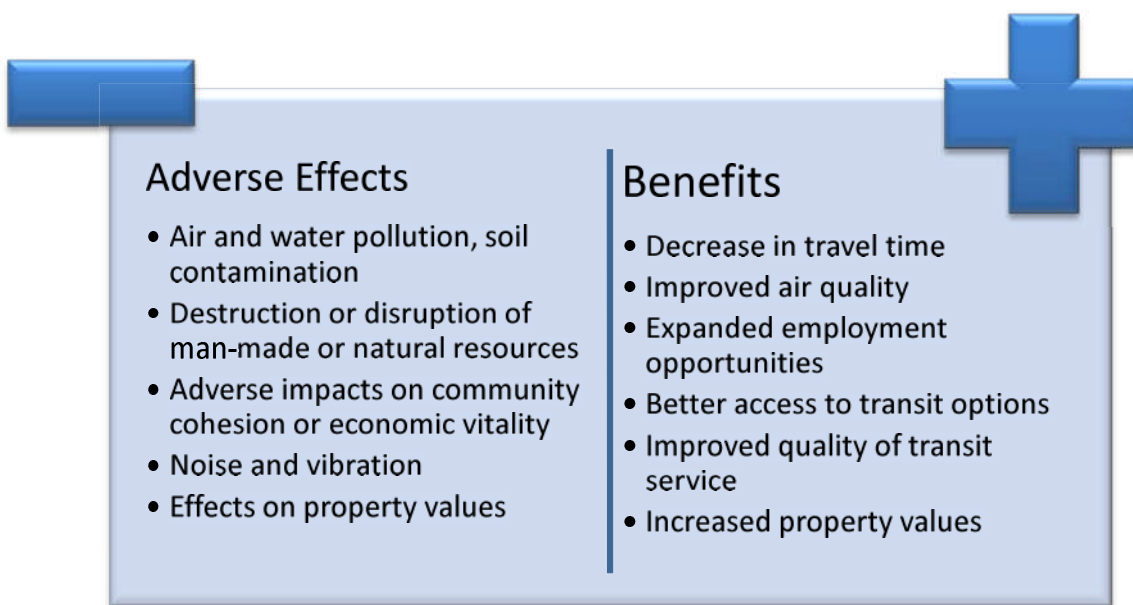 Adverse Effects
• Air and water pollution, soil
contamination
• Destruction or disruption of
man-made or natural resources
• Adverse impacts on community
cohesion or economic vitality
• Noise and vibration
• Effects on property values
Benefits
• Decrease in travel time
• Improved air quality
• Expanded employment
opportunities
• Better access to transit options
• Improved quality of transit
service
• Increased property values